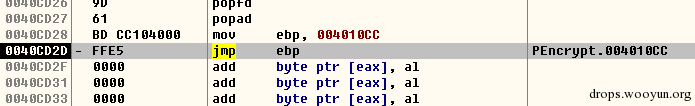 0040CD26 9D popfd
0040CD27 61 popad
0040CD28 BD CC104000 mov ebp, 004010CC
0040CD2D - FFE5 jmp ebp PEncrypt.004010CC
0040CD2F 0000 add byte ptr [eax], al
0040CD31 0000 add byte ptr [eax], al
0040CD33 0000 add byte ptr [eax], al
drops.wooyun.org